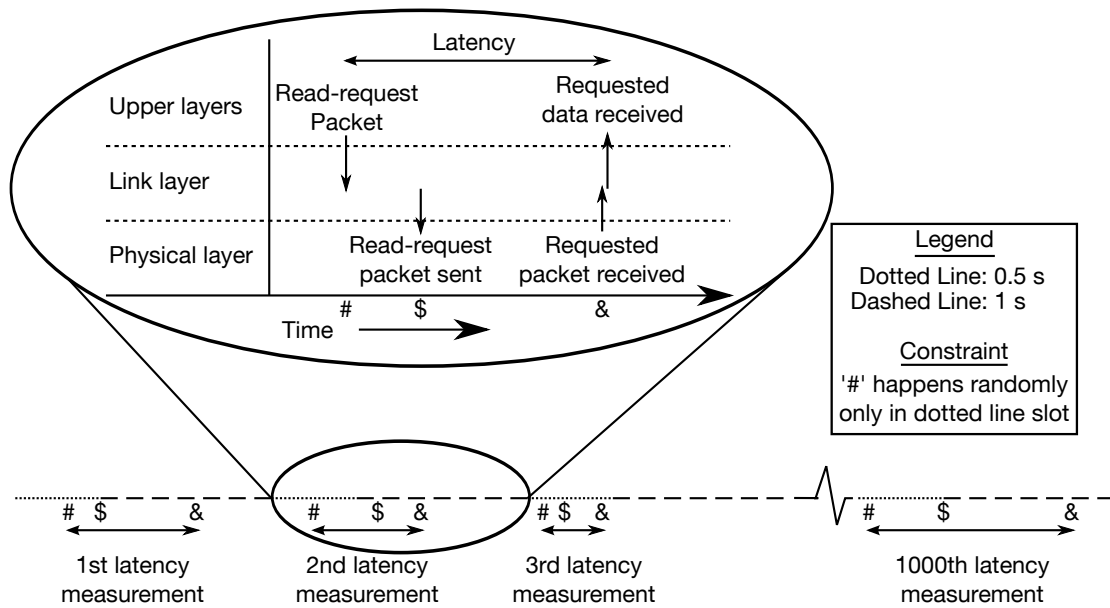 Latency
Upper layers
Read-request
Packet
Requested
data received
Link layer
Physical layer
Read-request
packet sent
Requested
packet received
# $ &
Time
Legend
Dotted Line: 0.5 s
Dashed Line: 1 s
Constraint
'#' happens randomly
only in dotted line slot
# $ &
# $ &
# $ &
# $ &
1st latency
measurement
2nd latency
measurement
3rd latency
measurement
1000th latency
measurement